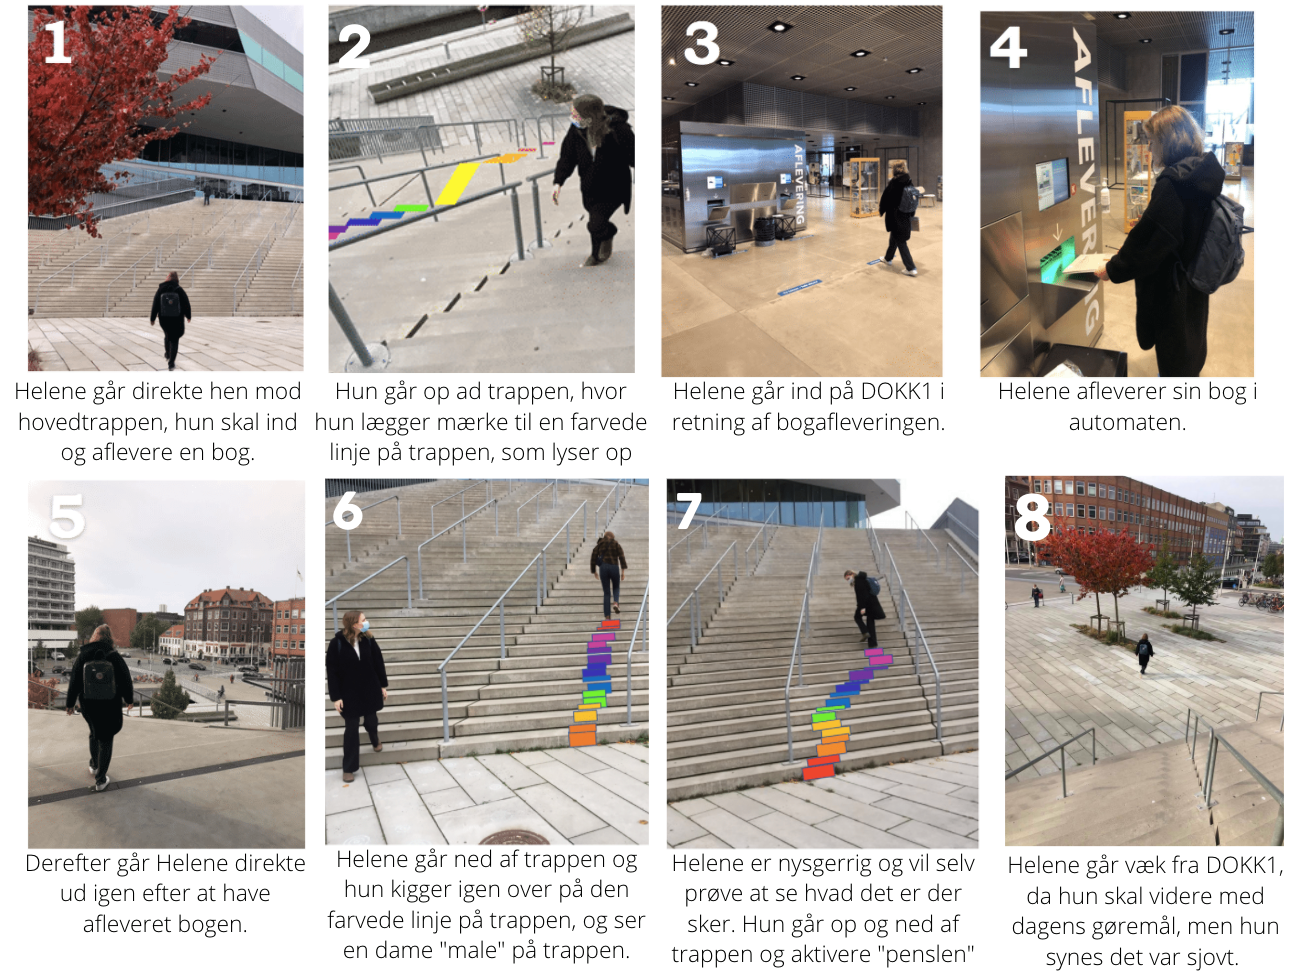 1
2
3
4
AFLEVERING
AFLEVERING
Helene går direkte hen mod
hovedtrappen, hun skal ind
og aflevere en bog.
Hun går op ad trappen, hvor
hun lægger mærke til en farvede
linje på trappen, som lyser op
Helene går ind på DOKK1 i
retning af bogafleveringen.
Helene afleverer sin bog i
automaten.
5
6
7
8
Derefter går Helene direkte
ud igen efter at have
afleveret bogen.
Helene går ned af trappen og
hun kigger igen over på den
farvede linje på trappen, og ser
en dame "male" på trappen.
Helene er nysgerrig og vil selv
prøve at se hvad det er der
sker. Hun går op og ned af
trappen og aktivere "penslen"
Helene går væk fra DOKK1,
da hun skal videre med
dagens gøremål, men hun
synes det var sjovt.